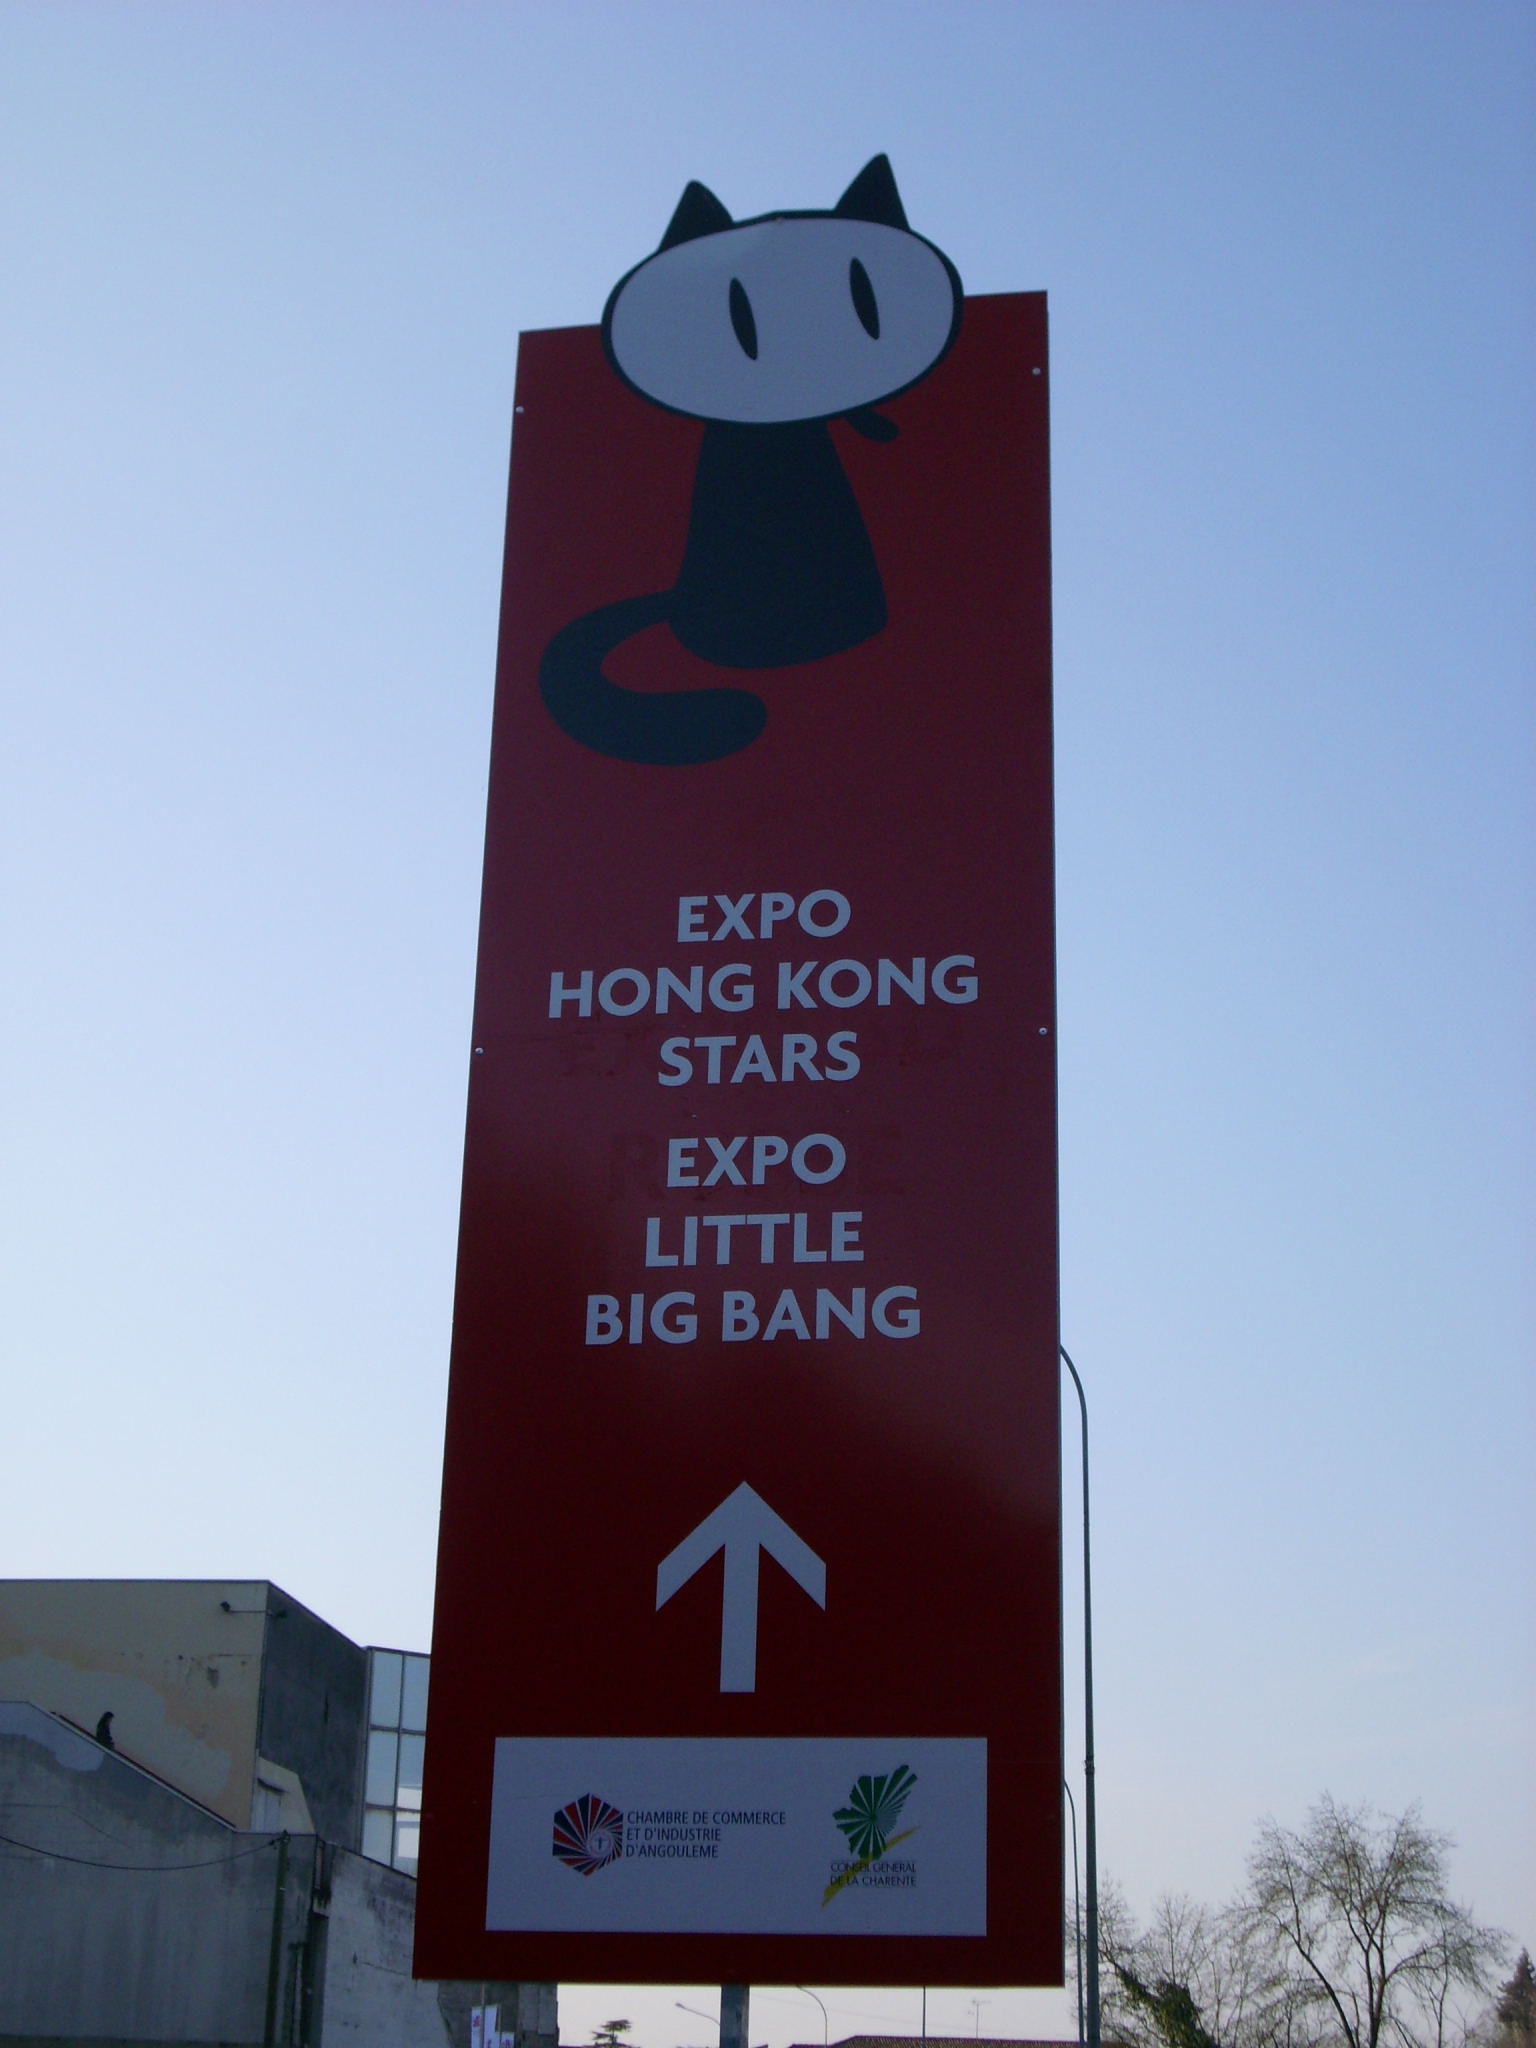 EXPO
HONG KONG
STARS
EXPO
LITTLE
BIG BANG
CHAMBRE DE COMMERCE
ET D'INDUSTRIE
D'ANGOULEME
CONSEIL GENERAL
DE LA CHARENTE